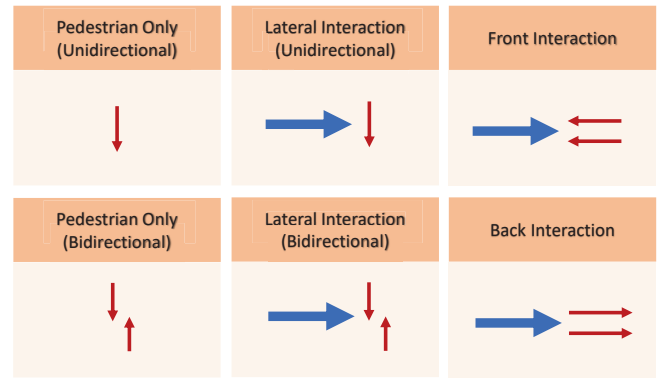 Pedestrian Only
(Unidirectional)
Lateral Interaction
(Unidirectional)
Front Interaction
Pedestrian Only
(Bidirectional)
Lateral Interaction
(Bidirectional)
Back Interaction